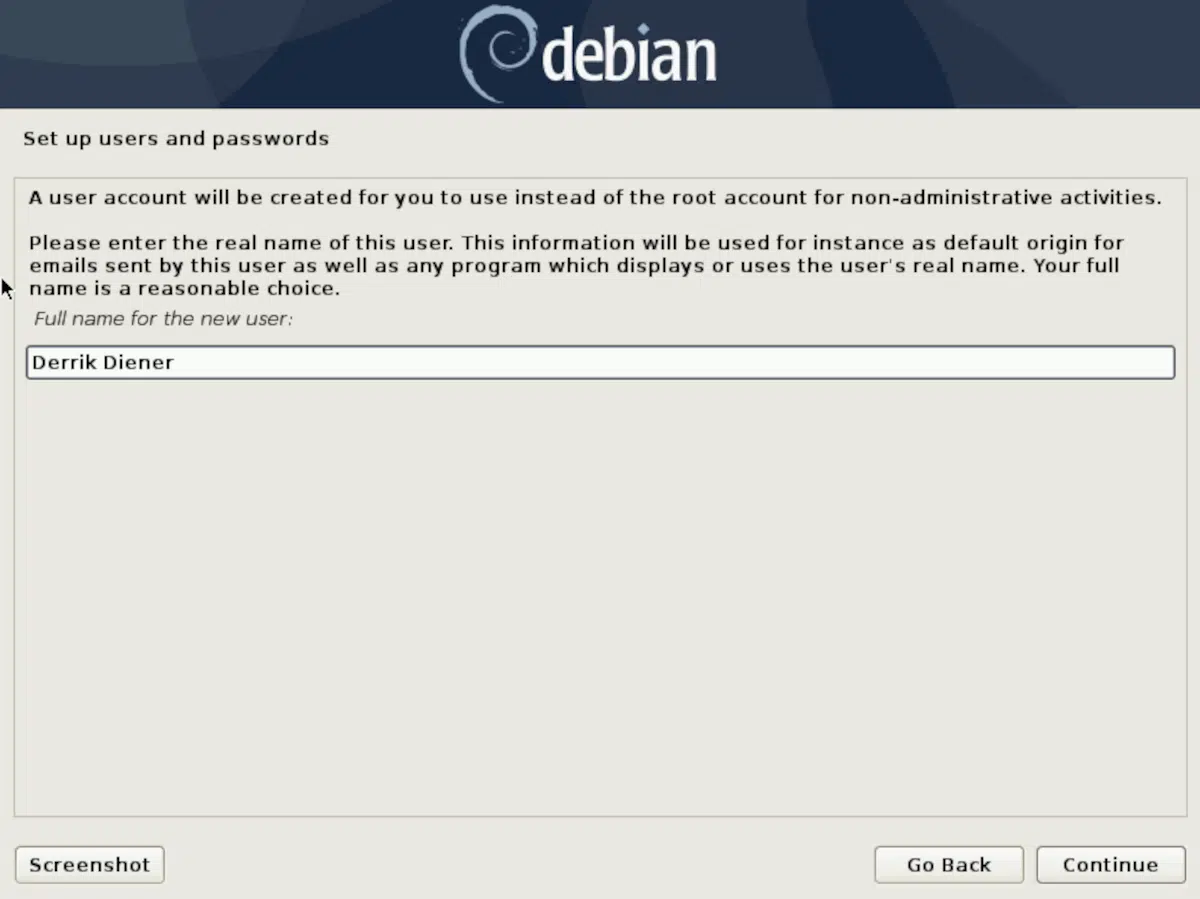 debian
Set up users and passwords
A user account will be created for you to use instead of the root account for non-administrative activities.
Please enter the real name of this user. This information will be used for instance as default origin for
emails sent by this user as well as any program which displays or uses the user's real name. Your full
name is a reasonable choice.
Full name for the new user:
Derrik Diener
Screenshot
Go Back
Continue